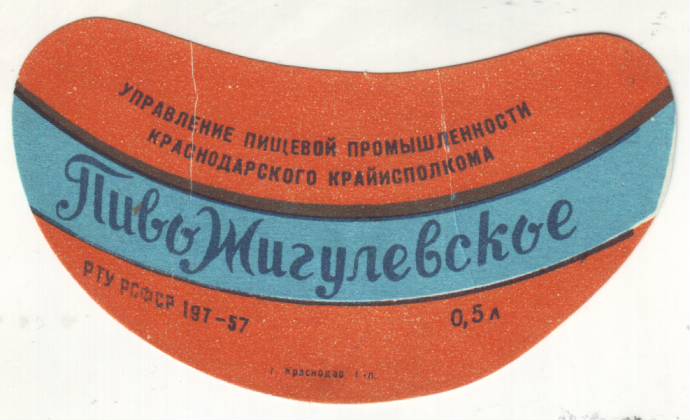 УПРАВЛЕНИЕ ПИЩЕВОЙ ПРОМЫШЛЕННОСТИ
КРАСНОДАРСКОГО КРАЙИСПОЛКОМА
Пиво Жигулевское
РТУ РСФСР 197-57
0,5 л
г. Краснодар